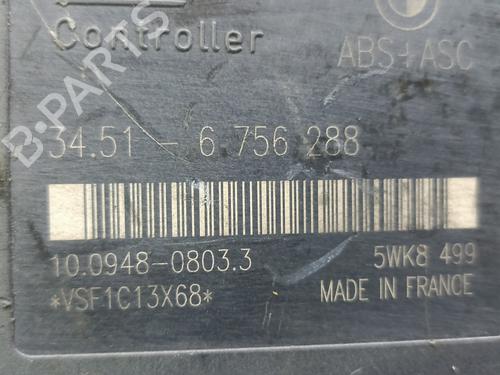 Controller
ABS+ASC
34.51 - 6 756 288
10.0948-0803.3
5WK8 499
*VSF1C13X68*
MADE IN FRANCE
B-PARTS